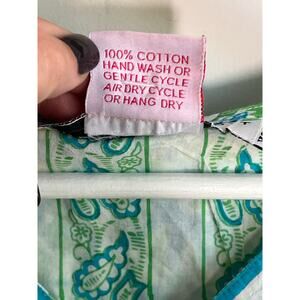 100% COTTON
HAND WASH OR
GENTLE CYCLE
AIR DRY CYCLE
OR HANG DRY